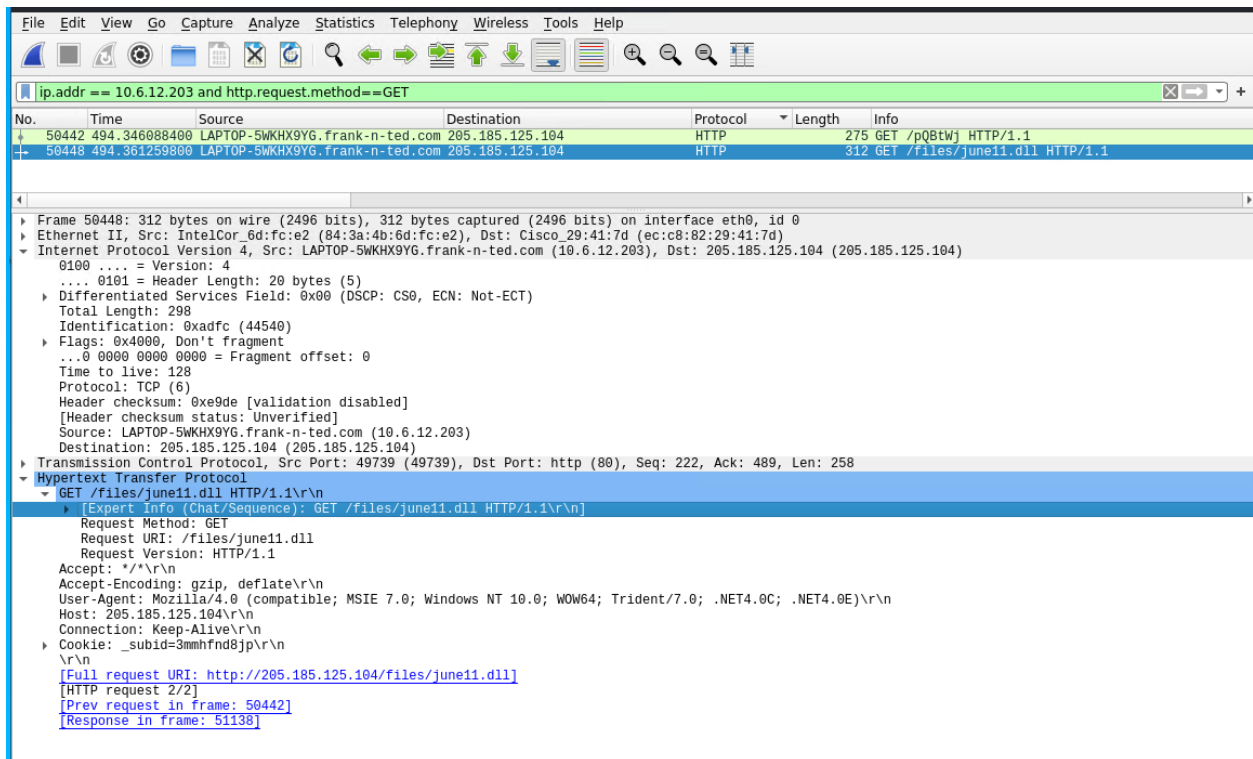 File Edit View Go Capture Analyze Statistics Telephony Wireless Tools Help
ip.addr == 10.6.12.203 and http.request.method==GET
No. Time Source Destination Protocol Length Info
50442 494.346088400 LAPTOP-5WKHX9YG.frank-n-ted.com 205.185.125.104 HTTP 275 GET /pQBtWj HTTP/1.1
50448 494.361259800 LAPTOP-5WKHX9YG.frank-n-ted.com 205.185.125.104 HTTP 312 GET /files/june11.dll HTTP/1.1
Frame 50448: 312 bytes on wire (2496 bits), 312 bytes captured (2496 bits) on interface eth0, id 0
Ethernet II, Src: IntelCor_6d:fc:e2 (84:3a:4b:6d:fc:e2), Dst: Cisco_29:41:7d (ec:c8:82:29:41:7d)
Internet Protocol Version 4, Src: LAPTOP-5WKHX9YG.frank-n-ted.com (10.6.12.203), Dst: 205.185.125.104 (205.185.125.104)
0100 .... = Version: 4
.... 0101 = Header Length: 20 bytes (5)
Differentiated Services Field: 0x00 (DSCP: CS0, ECN: Not-ECT)
Total Length: 298
Identification: 0xadfc (44540)
Flags: 0x4000, Don't fragment
...0 0000 0000 0000 = Fragment offset: 0
Time to live: 128
Protocol: TCP (6)
Header checksum: 0xe9de [validation disabled]
[Header checksum status: Unverified]
Source: LAPTOP-5WKHX9YG.frank-n-ted.com (10.6.12.203)
Destination: 205.185.125.104 (205.185.125.104)
Transmission Control Protocol, Src Port: 49739 (49739), Dst Port: http (80), Seq: 222, Ack: 489, Len: 258
Hypertext Transfer Protocol
GET /files/june11.dll HTTP/1.1\r\n
[Expert Info (Chat/Sequence): GET /files/june11.dll HTTP/1.1\r\n]
Request Method: GET
Request URI: /files/june11.dll
Request Version: HTTP/1.1
Accept: */*\r\n
Accept-Encoding: gzip, deflate\r\n
User-Agent: Mozilla/4.0 (compatible; MSIE 7.0; Windows NT 10.0; WOW64; Trident/7.0; .NET4.0C; .NET4.0E)\r\n
Host: 205.185.125.104\r\n
Connection: Keep-Alive\r\n
Cookie: _subid=3mmhfnd8jp\r\n
\r\n
[Full request URI: http://205.185.125.104/files/june11.dll]
[HTTP request 2/2]
[Prev request in frame: 50442]
[Response in frame: 51138]